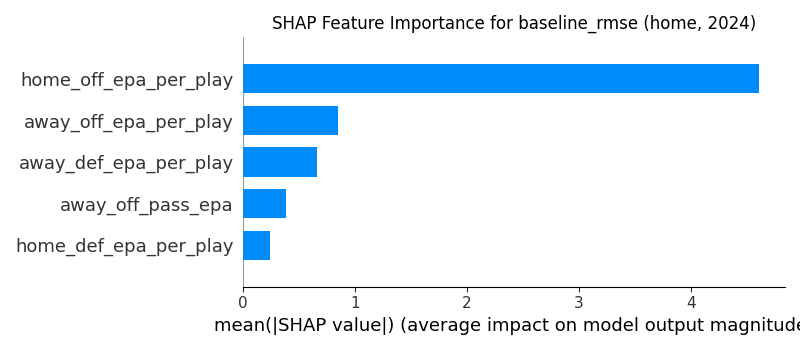 SHAP Feature Importance for baseline_rmse (home, 2024)
home_off_epa_per_play
away_off_epa_per_play
away_def_epa_per_play
away_off_pass_epa
home_def_epa_per_play
0 1 2 3 4
mean(|SHAP value|) (average impact on model output magnitude